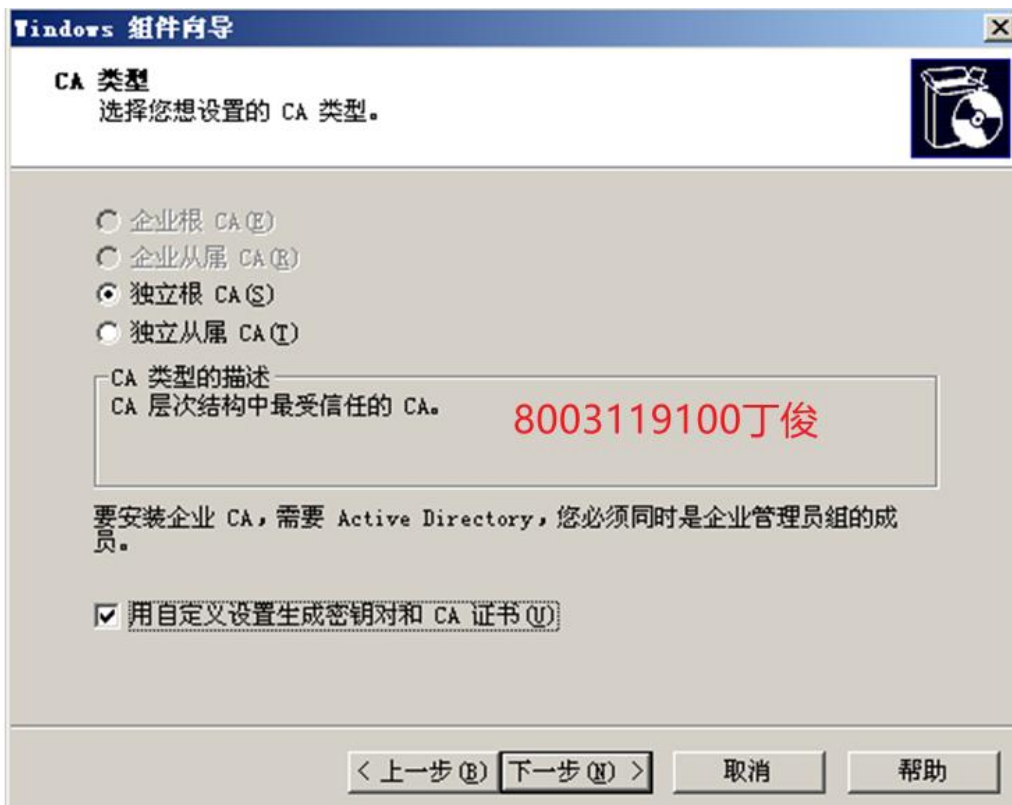 Windows 组件向导
CA 类型
选择您想设置的 CA 类型。
企业根 CA(E)
企业从属 CA(R)
独立根 CA(S)
独立从属 CA(T)
CA 类型的描述
CA 层次结构中最受信任的 CA。
8003119100丁俊
要安装企业 CA，需要 Active Directory，您必须同时是企业管理员组的成
员。
用自定义设置生成密钥对和 CA 证书(U)
< 上一步(B) 下一步(N) > 取消 帮助